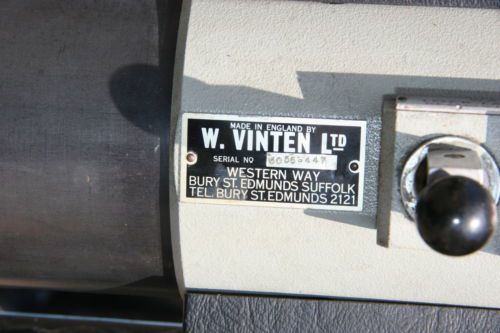 MADE IN ENGLAND BY
W. VINTEN LTD
SERIAL NO
WESTERN WAY
BURY ST. EDMUNDS SUFFOLK
TEL. BURY ST. EDMUNDS 2121